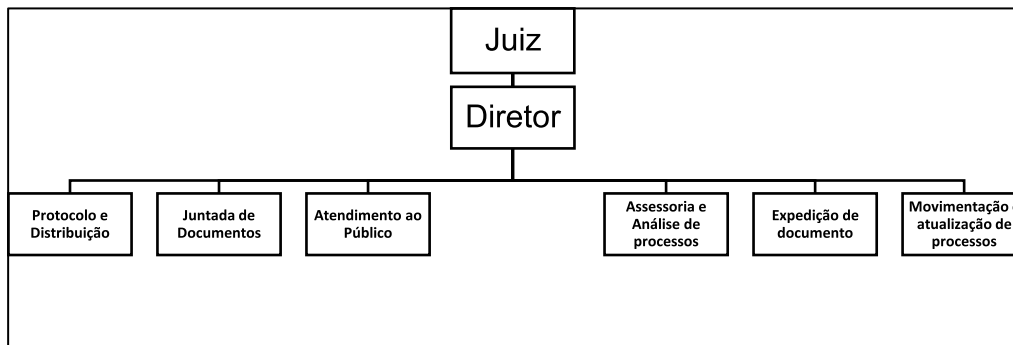 Juiz
Diretor
Protocolo e
Distribuição
Juntada de
Documentos
Atendimento ao
Público
Assessoria e
Análise de
processos
Expedição de
documento
Movimentação
atualização de
processos